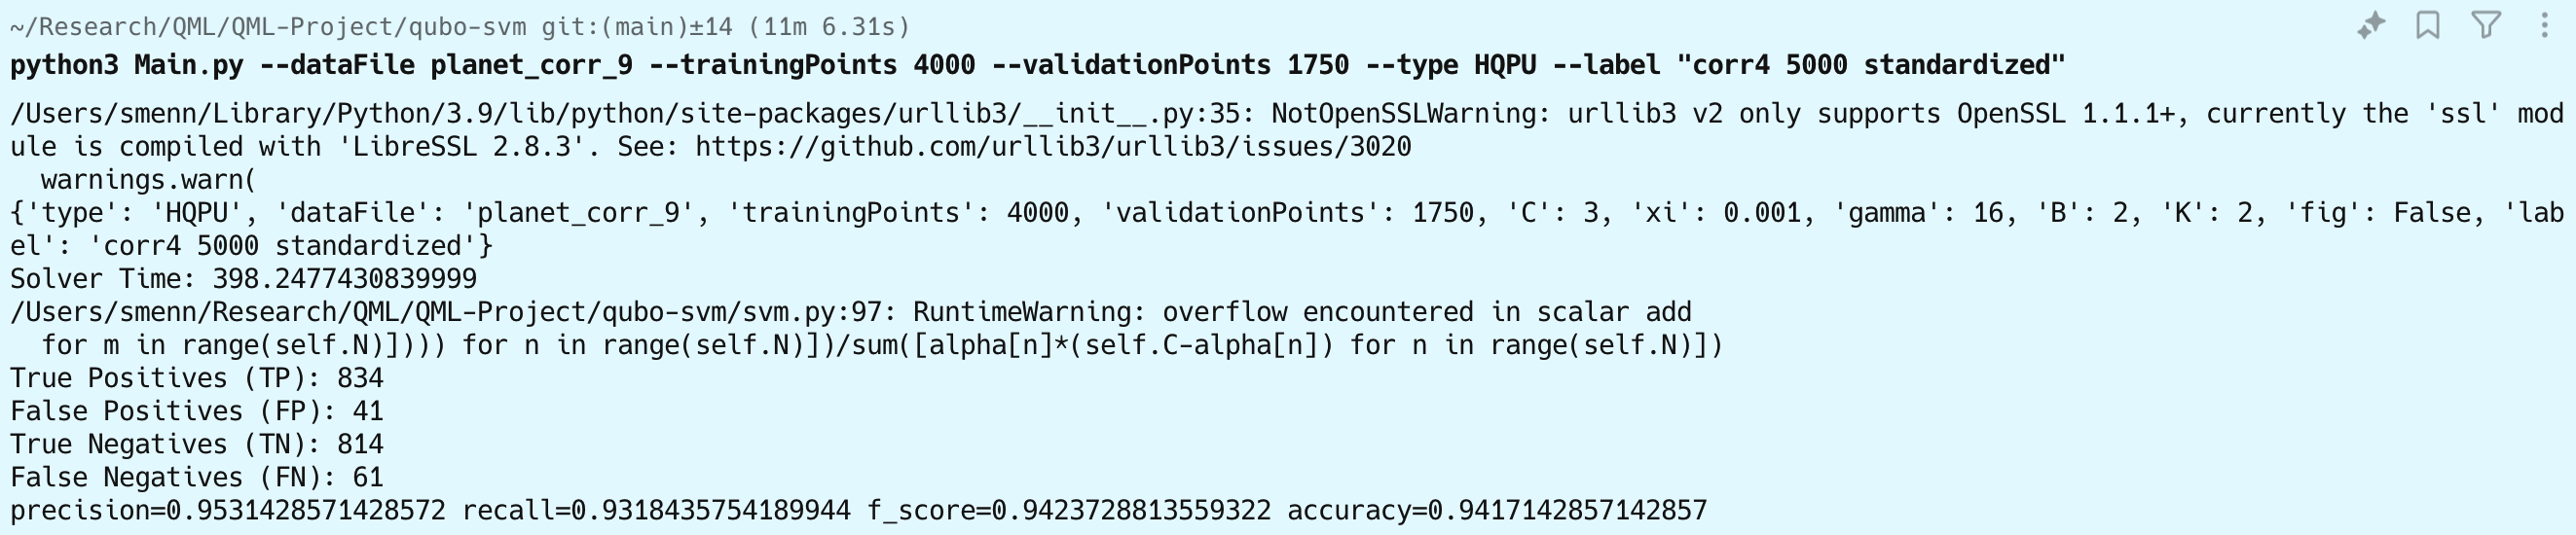 ~/Research/QML/QML-Project/qubo-svm git:(main)±14 (11m 6.31s)
python3 Main.py --dataFile planet_corr_9 --trainingPoints 4000 --validationPoints 1750 --type HQPU --label "corr4 5000 standardized"
/Users/smenn/Library/Python/3.9/lib/python/site-packages/urllib3/__init__.py:35: NotOpenSSLWarning: urllib3 v2 only supports OpenSSL 1.1.1+, currently the 'ssl' mod
ule is compiled with 'LibreSSL 2.8.3'. See: https://github.com/urllib3/urllib3/issues/3020
  warnings.warn(
{'type': 'HQPU', 'dataFile': 'planet_corr_9', 'trainingPoints': 4000, 'validationPoints': 1750, 'C': 3, 'xi': 0.001, 'gamma': 16, 'B': 2, 'K': 2, 'fig': False, 'lab
el': 'corr4 5000 standardized'}
Solver Time: 398.2477430839999
/Users/smenn/Research/QML/QML-Project/qubo-svm/svm.py:97: RuntimeWarning: overflow encountered in scalar add
  for m in range(self.N)]))) for n in range(self.N)])/sum([alpha[n]*(self.C-alpha[n]) for n in range(self.N)])
True Positives (TP): 834
False Positives (FP): 41
True Negatives (TN): 814
False Negatives (FN): 61
precision=0.9531428571428572 recall=0.9318435754189944 f_score=0.9423728813559322 accuracy=0.9417142857142857